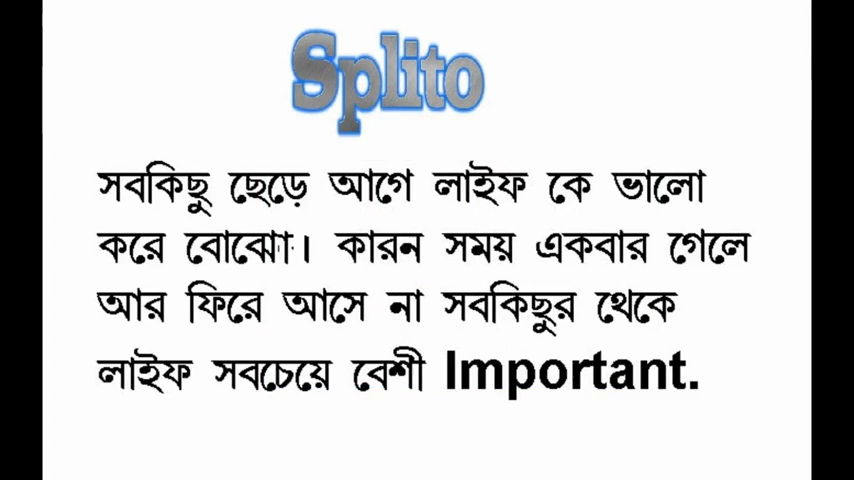 Splito
সবকিছু ছেড়ে আগে লাইফ কে ভালো
করে বোঝো। কারন সময় একবার গেলে
আর ফিরে আসে না সবকিছুর থেকে
লাইফ সবচেয়ে বেশী Important.